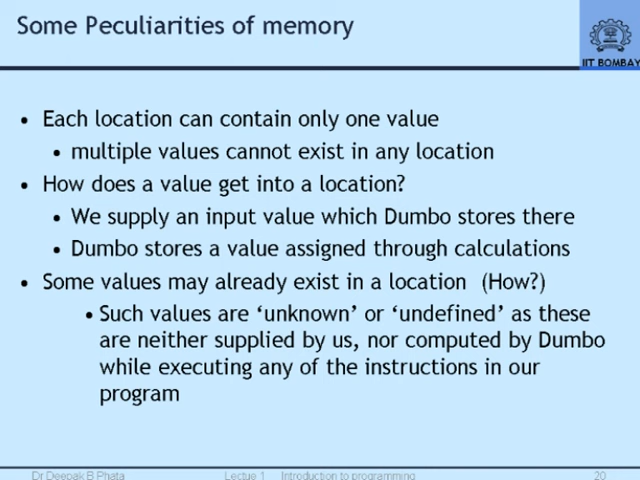 Some Peculiarities of memory
IIT BOMBAY
• Each location can contain only one value
• multiple values cannot exist in any location
• How does a value get into a location?
• We supply an input value which Dumbo stores there
• Dumbo stores a value assigned through calculations
• Some values may already exist in a location (How?)
• Such values are ‘unknown’ or ‘undefined’ as these
are neither supplied by us, nor computed by Dumbo
while executing any of the instructions in our
program
Dr Deepak B Phata Lectue 1 Introduction to programming 20